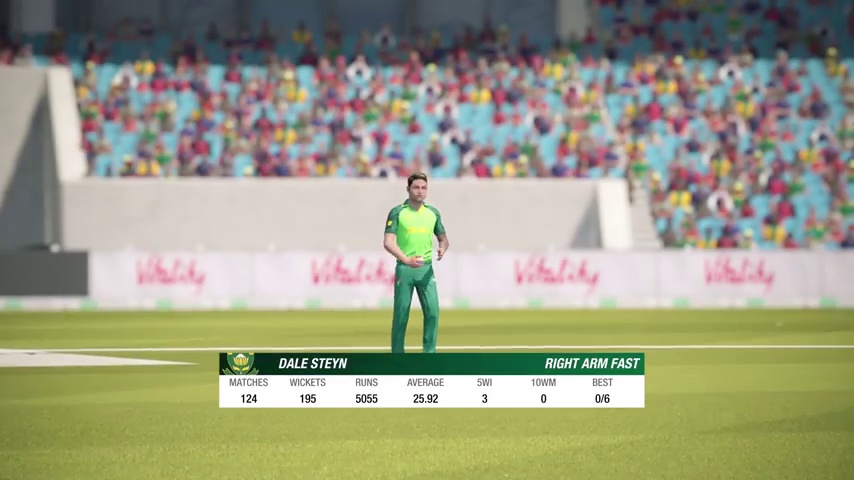 Vitality Vitality Vitality Vitality
DALE STEYN RIGHT ARM FAST
MATCHES WICKETS RUNS AVERAGE 5WI 10WM BEST
124 195 5055 25.92 3 0 0/6